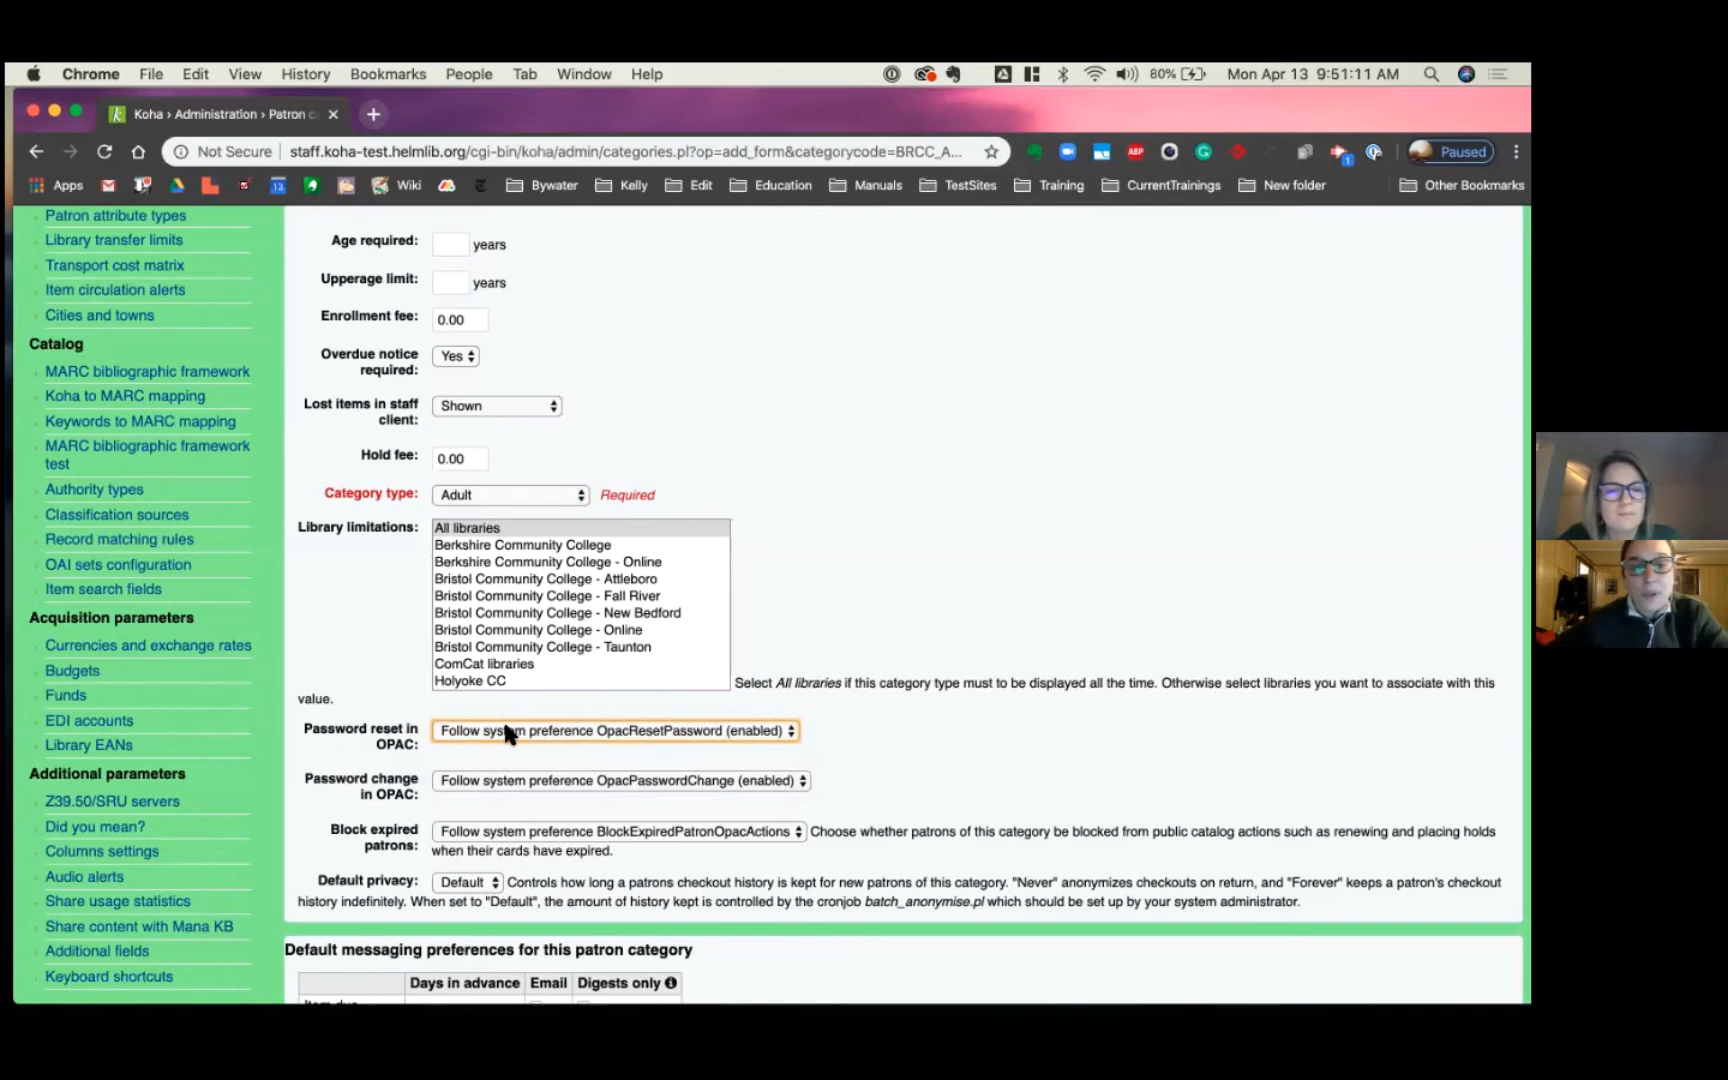 Chrome File Edit View History Bookmarks People Tab Window Help 80% Mon Apr 13 9:51:11 AM
Koha › Administration › Patron c
Not Secure staff.koha-test.helmlib.org/cgi-bin/koha/admin/categories.pl?op=add_form&categorycode=BRCC_A... ABP 1 Paused
Apps 13 Wiki Bywater Kelly Edit Education Manuals TestSites Training CurrentTrainings New folder Other Bookmarks
Patron attribute types
Library transfer limits
Transport cost matrix
Item circulation alerts
Cities and towns
Catalog
MARC bibliographic framework
Koha to MARC mapping
Keywords to MARC mapping
MARC bibliographic framework
test
Authority types
Classification sources
Record matching rules
OAI sets configuration
Item search fields
Acquisition parameters
Currencies and exchange rates
Budgets
Funds
EDI accounts
Library EANs
Additional parameters
Z39.50/SRU servers
Did you mean?
Columns settings
Audio alerts
Share usage statistics
Share content with Mana KB
Additional fields
Keyboard shortcuts
Age required: years
Upperage limit: years
Enrollment fee: 0.00
Overdue notice required: Yes
Lost items in staff client: Shown
Hold fee: 0.00
Category type: Adult Required
Library limitations: All libraries
Berkshire Community College
Berkshire Community College - Online
Bristol Community College - Attleboro
Bristol Community College - Fall River
Bristol Community College - New Bedford
Bristol Community College - Online
Bristol Community College - Taunton
ComCat libraries
Holyoke CC
Select All libraries if this category type must to be displayed all the time. Otherwise select libraries you want to associate with this
value.
Password reset in OPAC: Follow system preference OpacResetPassword (enabled)
Password change in OPAC: Follow system preference OpacPasswordChange (enabled)
Block expired patrons: Follow system preference BlockExpiredPatronOpacActions Choose whether patrons of this category be blocked from public catalog actions such as renewing and placing holds
when their cards have expired.
Default privacy: Default Controls how long a patrons checkout history is kept for new patrons of this category. "Never" anonymizes checkouts on return, and "Forever" keeps a patron's checkout
history indefinitely. When set to "Default", the amount of history kept is controlled by the cronjob batch_anonymise.pl which should be set up by your system administrator.
Default messaging preferences for this patron category
Days in advance Email Digests only